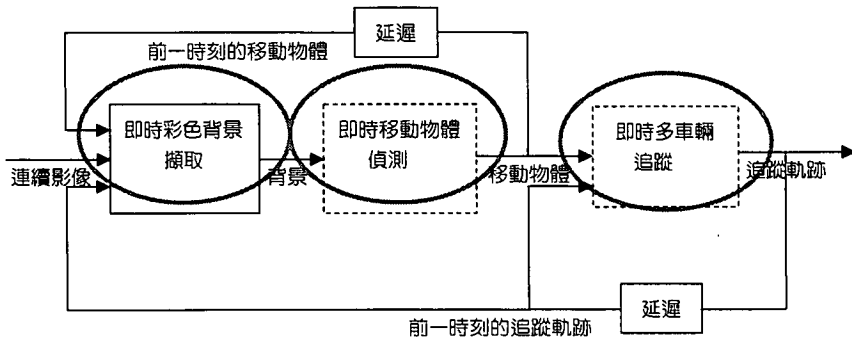 延遲
前一時刻的移動物體
即時彩色背景
擷取
即時移動物體
偵測
即時多車輛
追蹤
連續影像
背景
移動物體
追蹤軌跡
延遲
前一時刻的追蹤軌跡